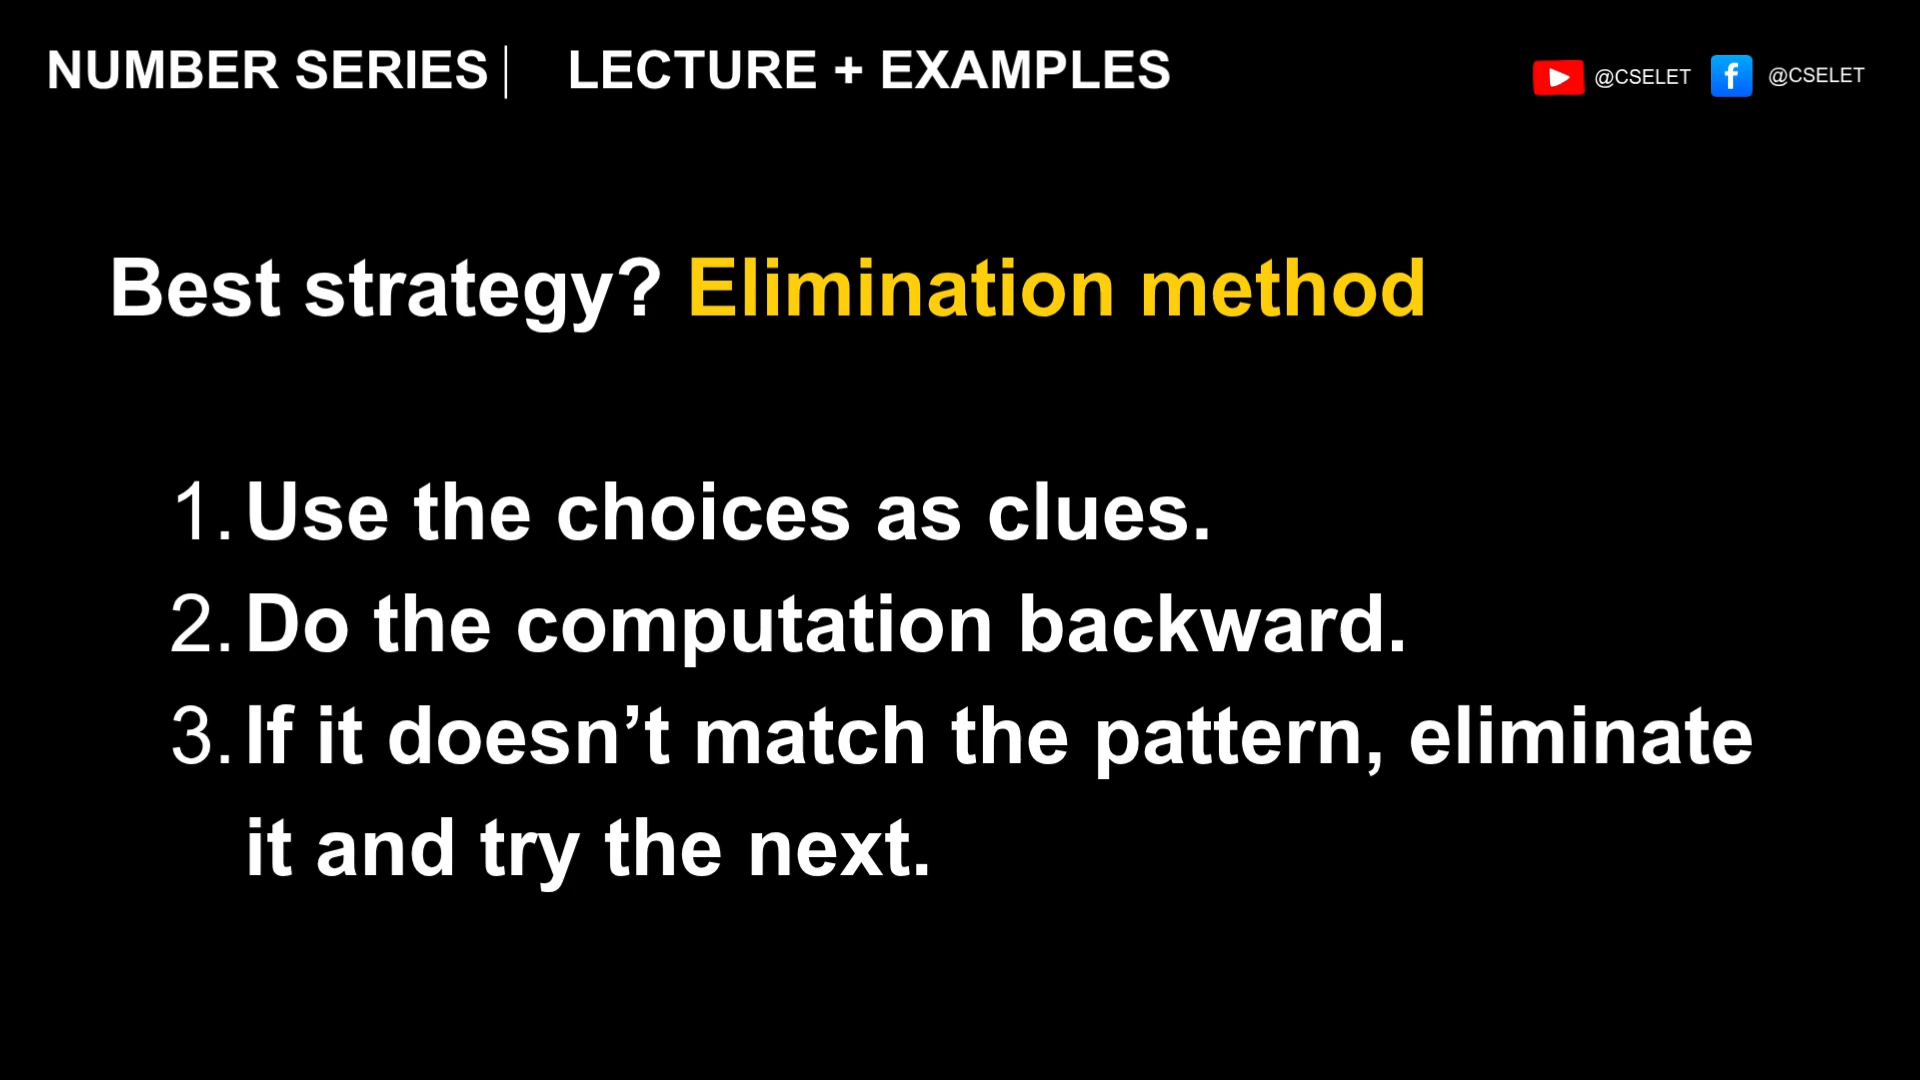 NUMBER SERIES | LECTURE + EXAMPLES
@CSELET @CSELET
Best strategy? Elimination method
1. Use the choices as clues.
2. Do the computation backward.
3. If it doesn’t match the pattern, eliminate
it and try the next.